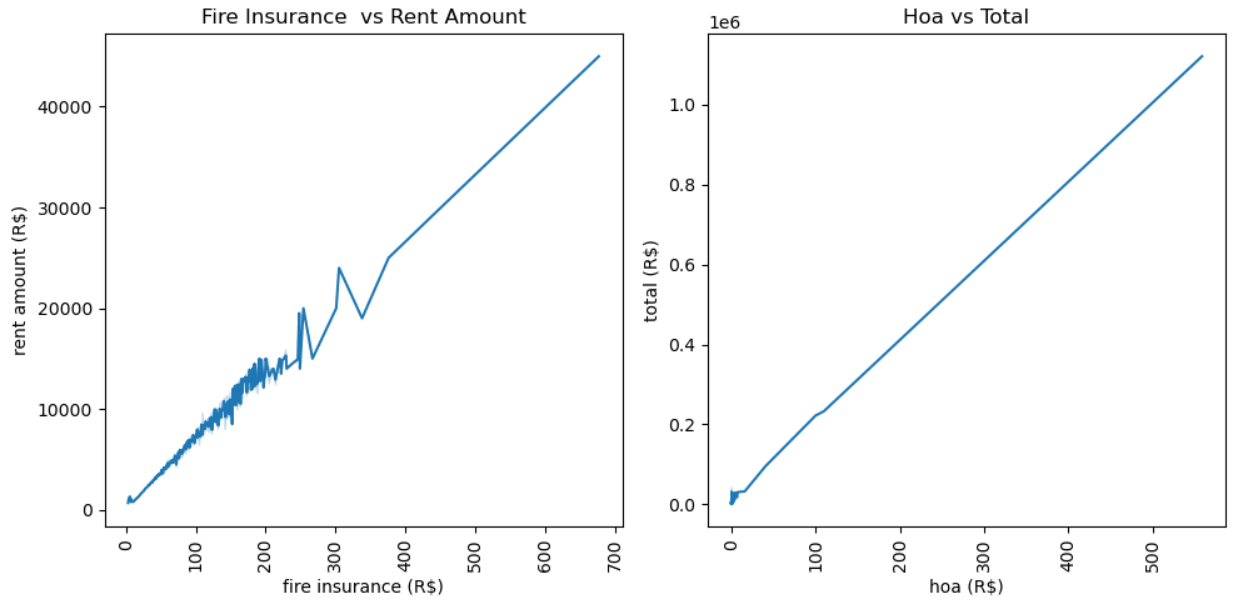 Fire Insurance  vs Rent Amount
rent amount (R$)
40000
30000
20000
10000
0
0 100 200 300 400 500 600 700
fire insurance (R$)
Hoa vs Total
1e6
total (R$)
1.0
0.8
0.6
0.4
0.2
0.0
0 100 200 300 400 500
hoa (R$)